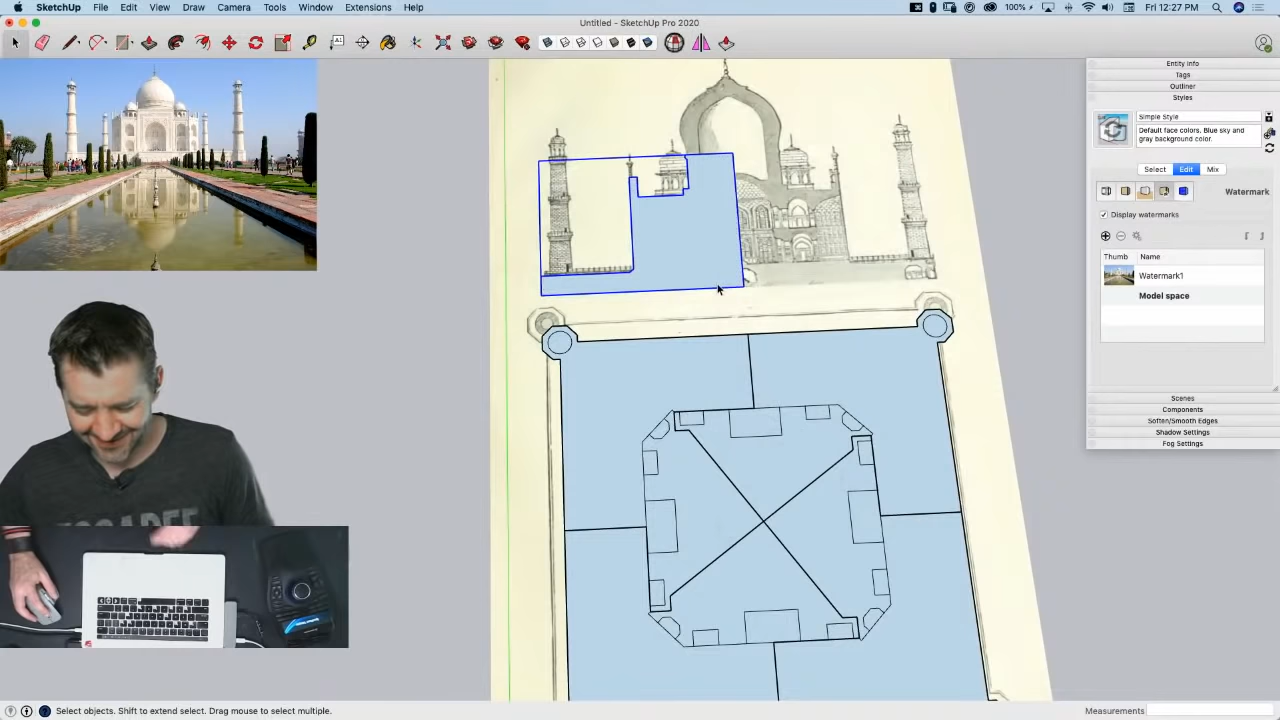 SketchUp File Edit View Draw Camera Tools Window Extensions Help
100% Fri 12:27 PM
Untitled - SketchUp Pro 2020
Entity Info
Tags
Outliner
Styles
Simple Style
Default face colors. Blue sky and
gray background color.
Select Edit Mix
Watermark
Display watermarks
Thumb Name
Watermark1
Model space
Scenes
Components
Soften/Smooth Edges
Shadow Settings
Fog Settings
Select objects. Shift to extend select. Drag mouse to select multiple.
Measurements